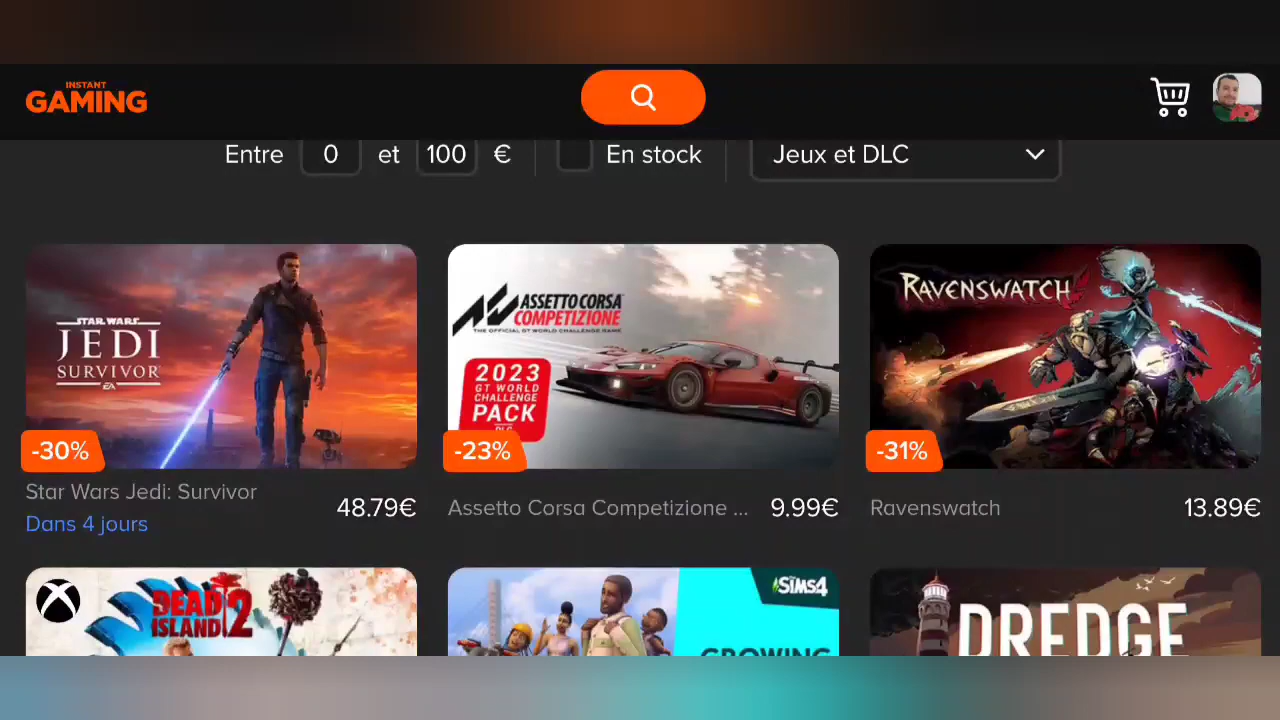 INSTANT
GAMING
Entre 0 et 100 €
En stock
Jeux et DLC
STAR WARS
JEDI
SURVIVOR
EA
-30%
Star Wars Jedi: Survivor
Dans 4 jours
48.79€
ASSETTO CORSA
COMPETIZIONE
THE OFFICIAL GT WORLD CHALLENGE GAME
2023
GT WORLD
CHALLENGE
PACK
DLC
-23%
Assetto Corsa Competizione ...
9.99€
RAVENSWATCH
-31%
Ravenswatch
13.89€
DEAD
ISLAND 2
THE SIMS 4
GROWING
DREDGE